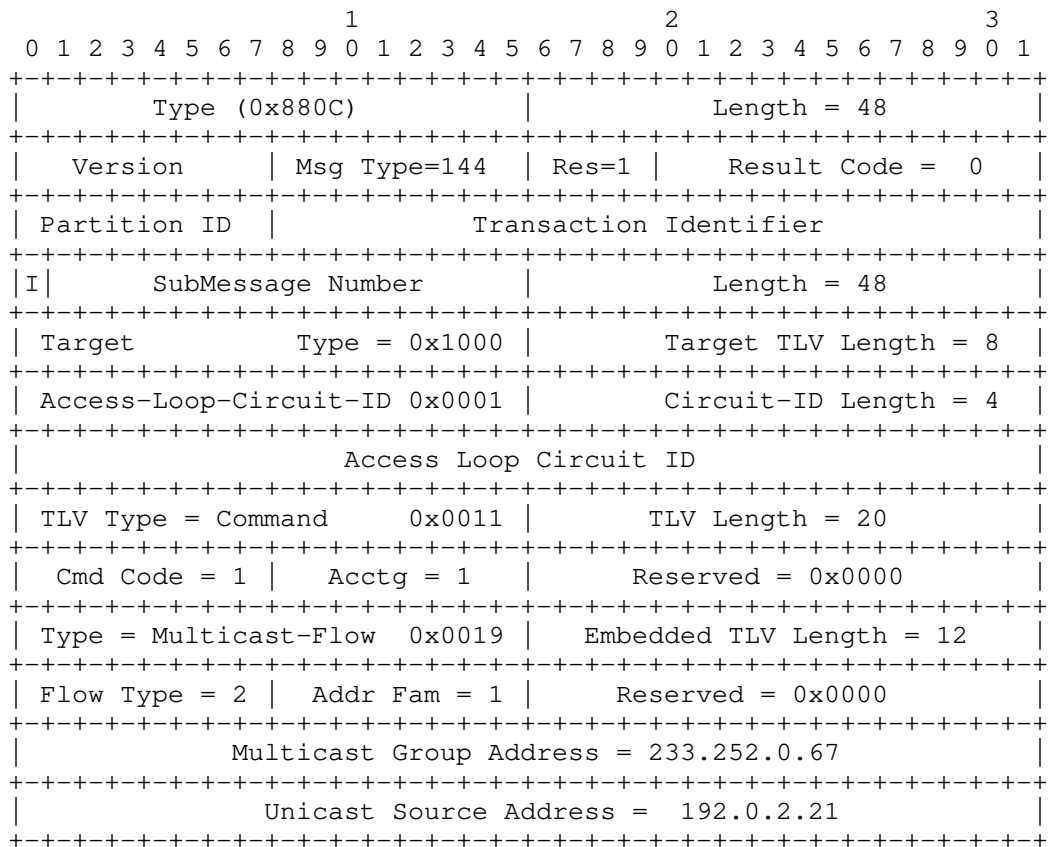 1                   2                   3
 0 1 2 3 4 5 6 7 8 9 0 1 2 3 4 5 6 7 8 9 0 1 2 3 4 5 6 7 8 9 0 1
+-+-+-+-+-+-+-+-+-+-+-+-+-+-+-+-+-+-+-+-+-+-+-+-+-+-+-+-+-+-+-+-+
|        Type (0x880C)          |           Length = 48         |
+-+-+-+-+-+-+-+-+-+-+-+-+-+-+-+-+-+-+-+-+-+-+-+-+-+-+-+-+-+-+-+-+
|   Version     | Msg Type=144  | Res=1 |    Result Code =  0   |
+-+-+-+-+-+-+-+-+-+-+-+-+-+-+-+-+-+-+-+-+-+-+-+-+-+-+-+-+-+-+-+-+
| Partition ID  |            Transaction Identifier             |
+-+-+-+-+-+-+-+-+-+-+-+-+-+-+-+-+-+-+-+-+-+-+-+-+-+-+-+-+-+-+-+-+
|I|      SubMessage Number      |           Length = 48         |
+-+-+-+-+-+-+-+-+-+-+-+-+-+-+-+-+-+-+-+-+-+-+-+-+-+-+-+-+-+-+-+-+
| Target          Type = 0x1000 |        Target TLV Length = 8  |
+-+-+-+-+-+-+-+-+-+-+-+-+-+-+-+-+-+-+-+-+-+-+-+-+-+-+-+-+-+-+-+-+
| Access-Loop-Circuit-ID 0x0001 |        Circuit-ID Length = 4  |
+-+-+-+-+-+-+-+-+-+-+-+-+-+-+-+-+-+-+-+-+-+-+-+-+-+-+-+-+-+-+-+-+
|                    Access Loop Circuit ID                     |
+-+-+-+-+-+-+-+-+-+-+-+-+-+-+-+-+-+-+-+-+-+-+-+-+-+-+-+-+-+-+-+-+
| TLV Type = Command     0x0011 |       TLV Length = 20         |
+-+-+-+-+-+-+-+-+-+-+-+-+-+-+-+-+-+-+-+-+-+-+-+-+-+-+-+-+-+-+-+-+
|  Cmd Code = 1 |   Acctg = 1   |      Reserved = 0x0000        |
+-+-+-+-+-+-+-+-+-+-+-+-+-+-+-+-+-+-+-+-+-+-+-+-+-+-+-+-+-+-+-+-+
| Type = Multicast-Flow  0x0019 |   Embedded TLV Length = 12    |
+-+-+-+-+-+-+-+-+-+-+-+-+-+-+-+-+-+-+-+-+-+-+-+-+-+-+-+-+-+-+-+-+
| Flow Type = 2 |  Addr Fam = 1 |     Reserved = 0x0000         |
+-+-+-+-+-+-+-+-+-+-+-+-+-+-+-+-+-+-+-+-+-+-+-+-+-+-+-+-+-+-+-+-+
|             Multicast Group Address = 233.252.0.67            |
+-+-+-+-+-+-+-+-+-+-+-+-+-+-+-+-+-+-+-+-+-+-+-+-+-+-+-+-+-+-+-+-+
|               Unicast Source Address =  192.0.2.21            |
+-+-+-+-+-+-+-+-+-+-+-+-+-+-+-+-+-+-+-+-+-+-+-+-+-+-+-+-+-+-+-+-+